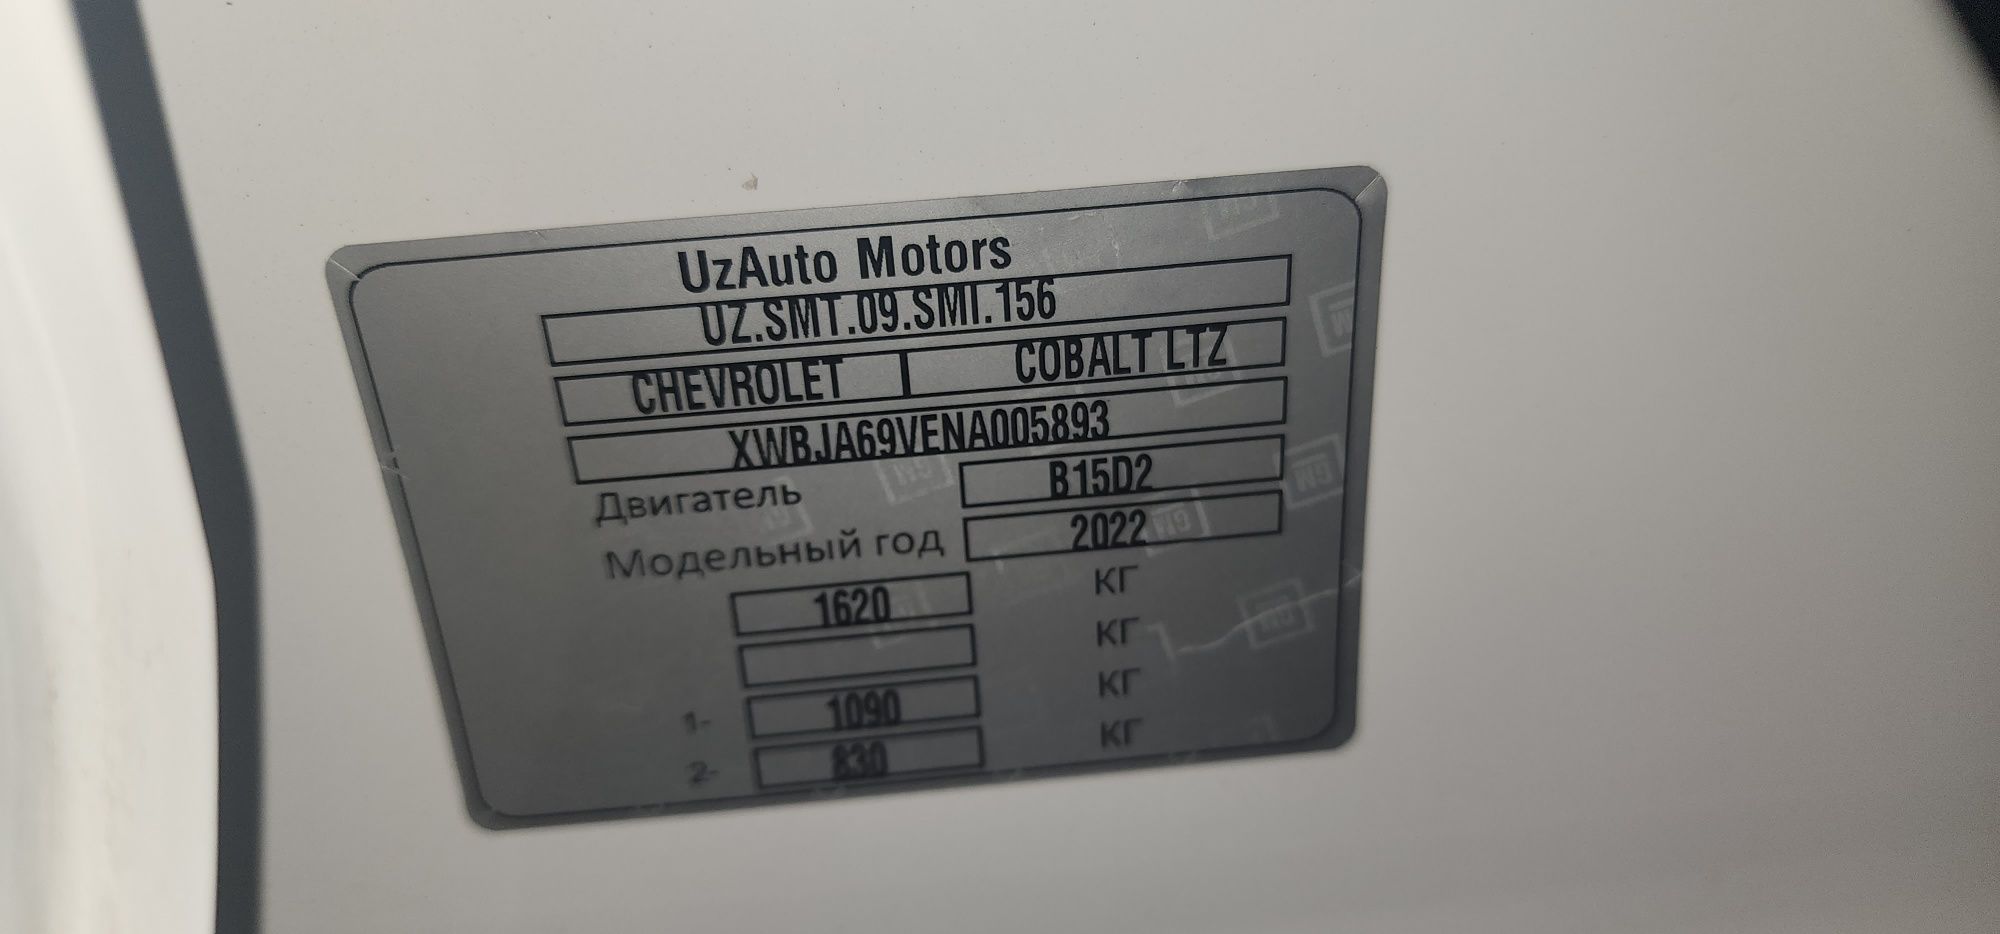 UzAuto Motors
UZ.SMT.09.SMI.156
CHEVROLET COBALT LTZ
XWBJA69VENA005893
Двигатель B15D2
Модельный год 2022
1620 КГ
КГ
1- 1090 КГ
2- 830 КГ